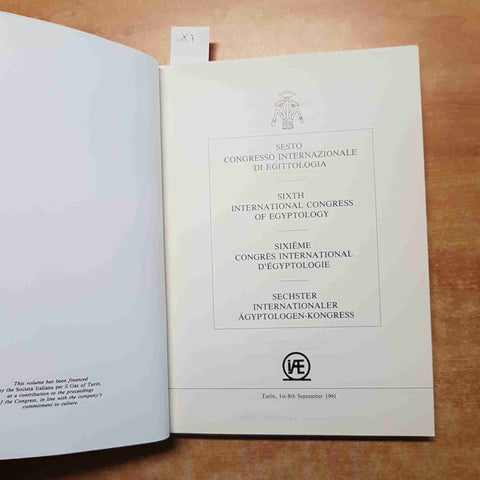 X7
SESTO
CONGRESSO INTERNAZIONALE
DI EGITTOLOGIA
SIXTH
INTERNATIONAL CONGRESS
OF EGYPTOLOGY
SIXIÈME
CONGRÈS INTERNATIONAL
D'ÉGYPTOLOGIE
SECHSTER
INTERNATIONALER
ÄGYPTOLOGEN-KONGRESS
IÆ
Turin, 1st-8th September 1991
This volume has been financed
by the Società Italiana per il Gas of Turin,
as a contribution to the proceedings
of the Congress, in line with the company's
commitment to culture.